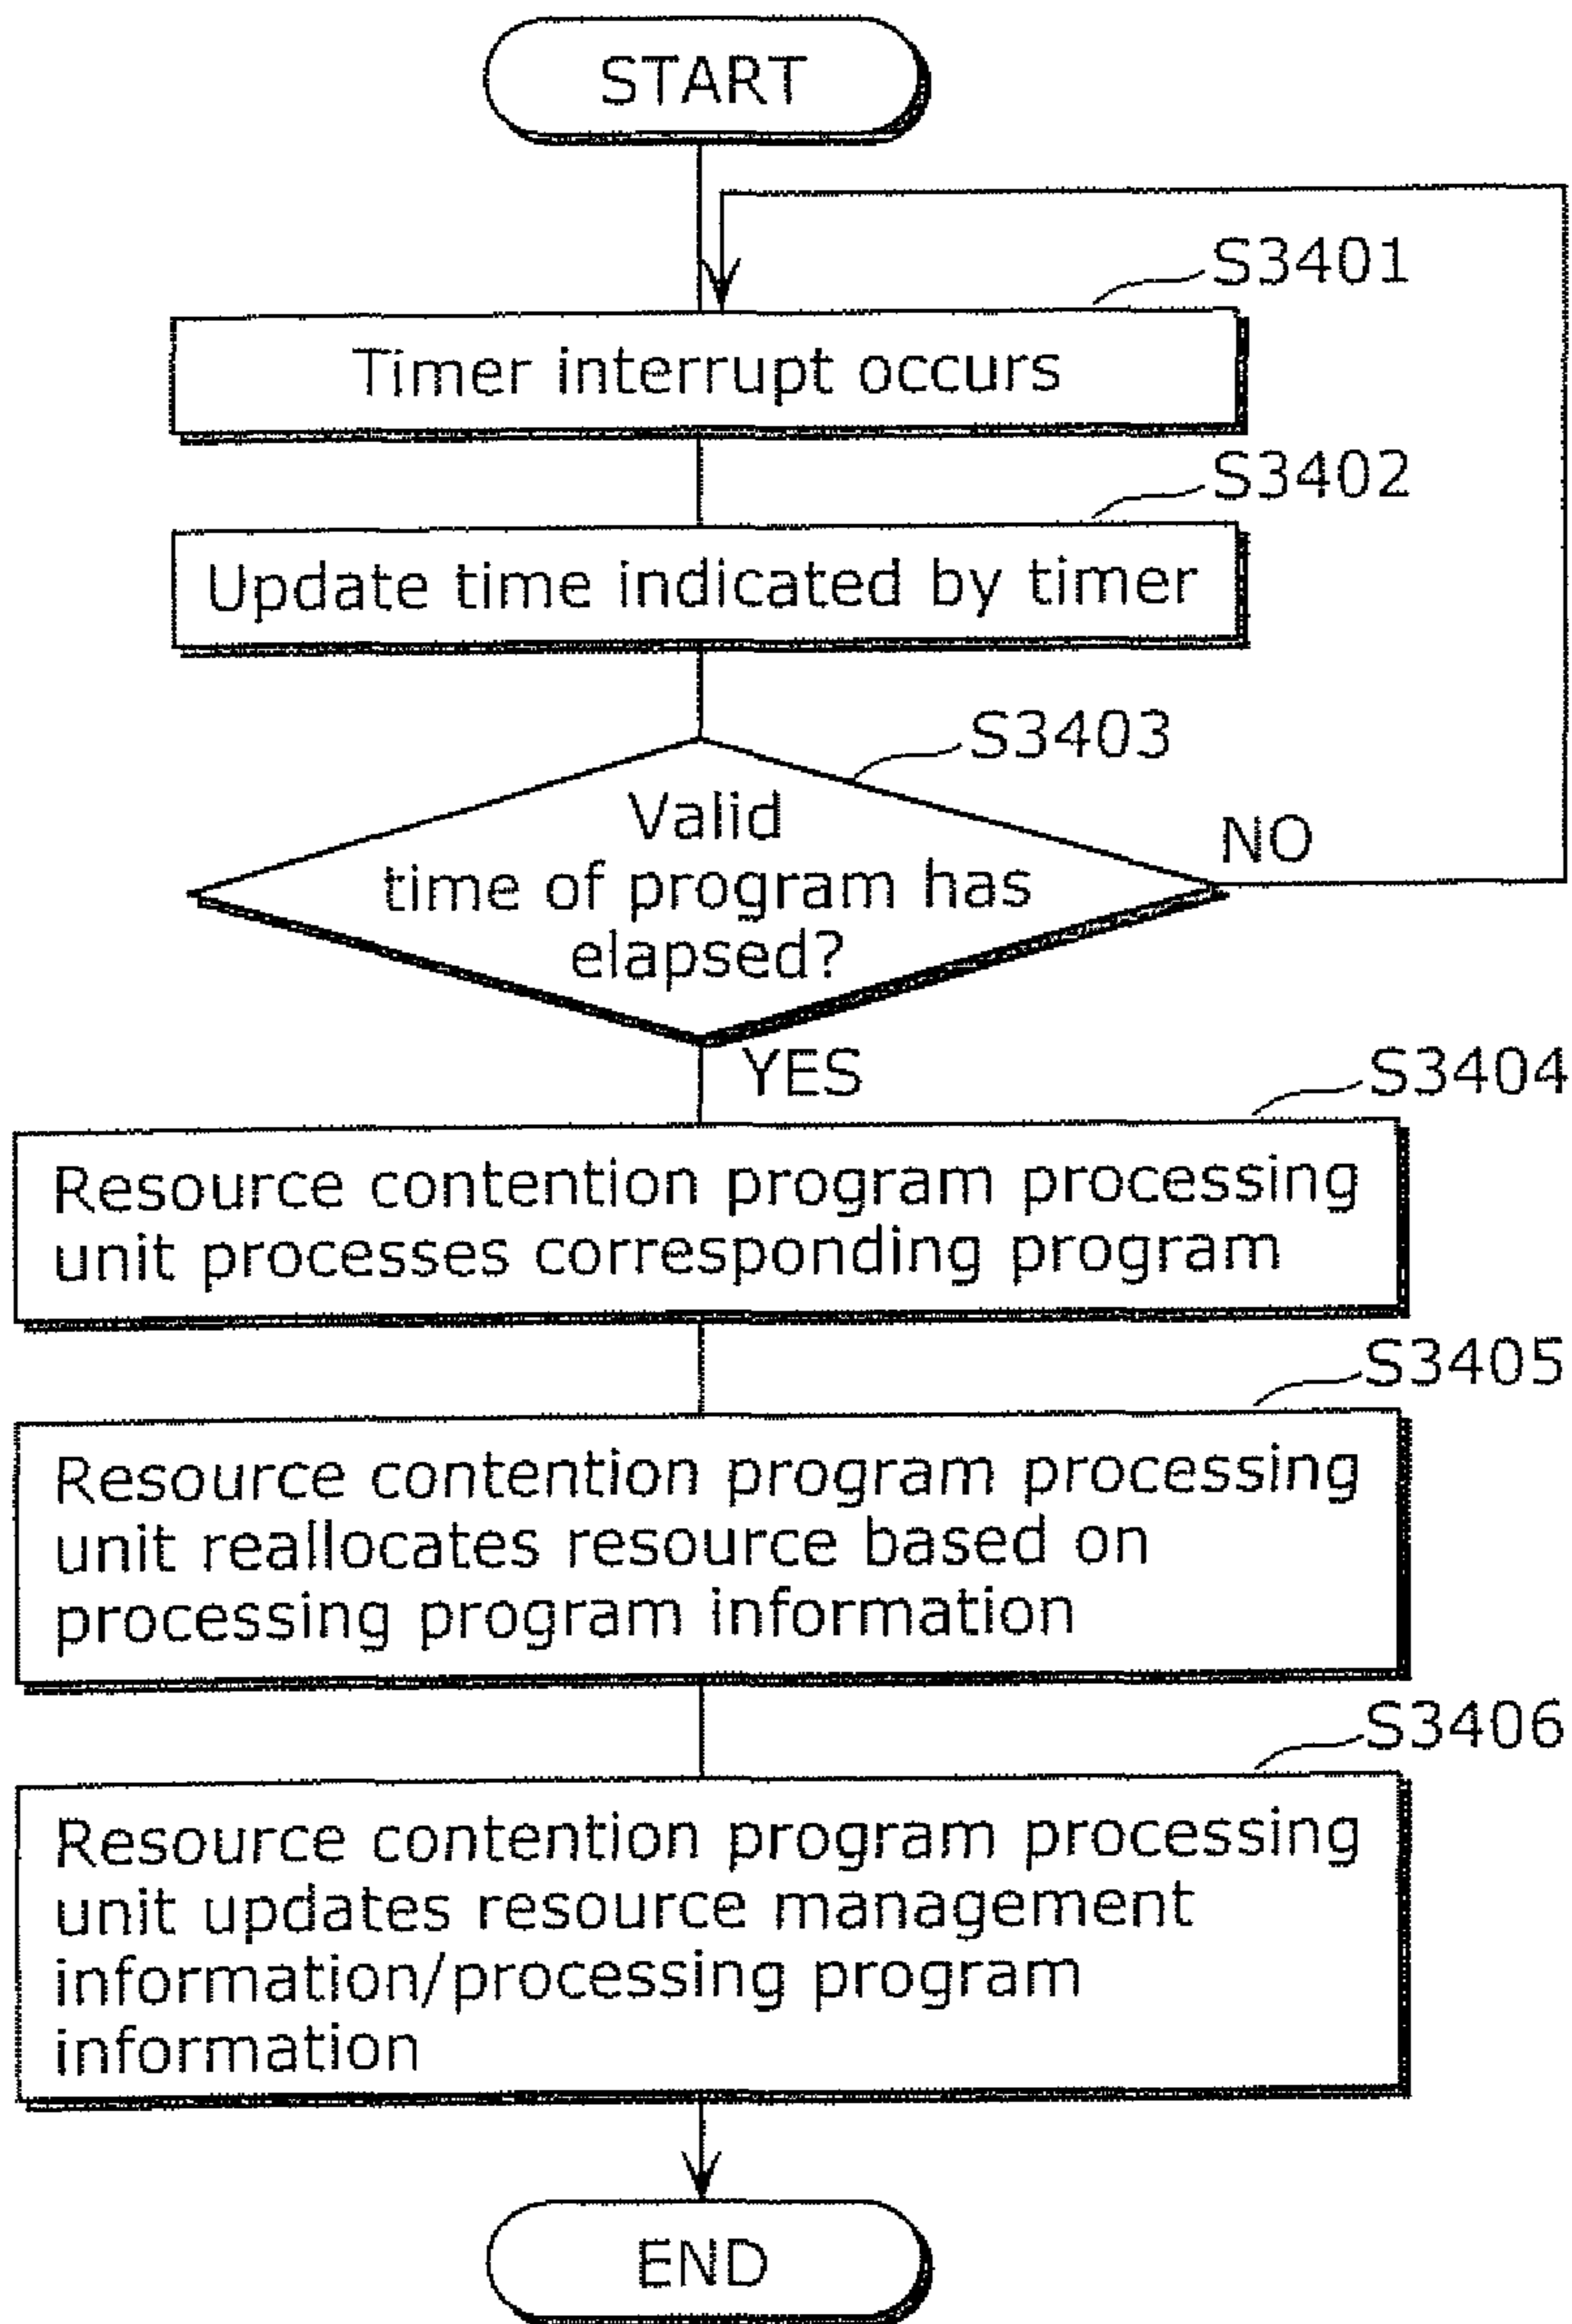 START
S3401
Timer interrupt occurs
S3402
Update time indicated by timer
S3403
Valid
time of program has
elapsed?
NO
YES
S3404
Resource contention program processing
unit processes corresponding program
S3405
Resource contention program processing
unit reallocates resource based on
processing program information
S3406
Resource contention program processing
unit updates resource management
information/processing program
information
END